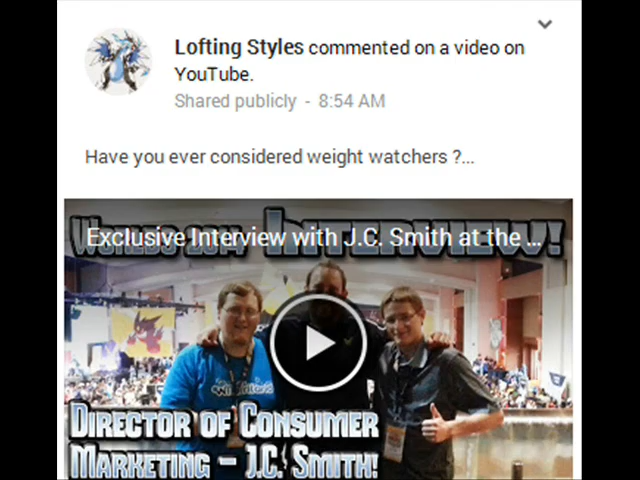 Lofting Styles commented on a video on
YouTube.
Shared publicly - 8:54 AM
Have you ever considered weight watchers ?...
Worlds 2014 Interview!
Exclusive Interview with J.C. Smith at the ...
Director of Consumer
Marketing – J.C. Smith!